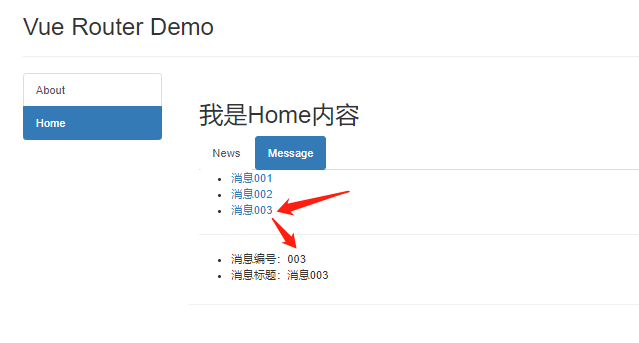 Vue Router Demo
About
Home
我是Home内容
News
Message
消息001
消息002
消息003
消息编号：003
消息标题：消息003